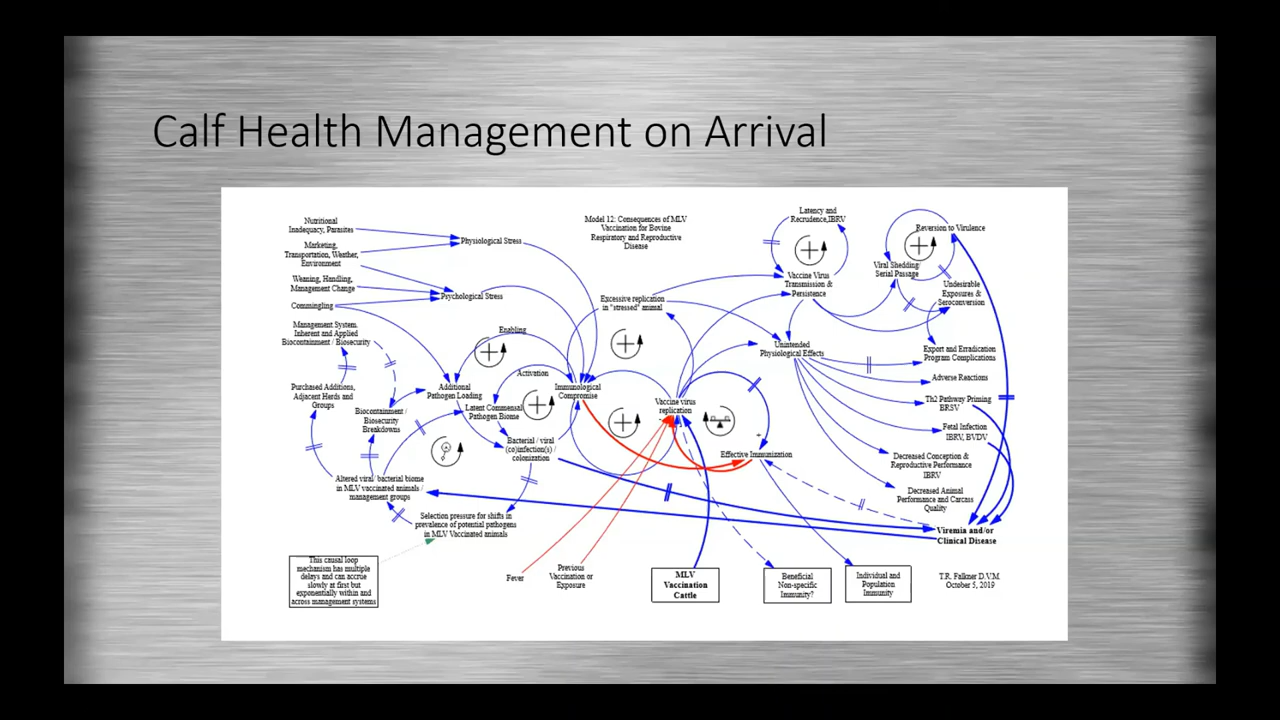 Calf Health Management on Arrival
Nutritional
Inadequacy, Parasites
Marketing,
Transportation, Weather,
Environment
Weaning, Handling,
Management Change
Commingling
Physiological Stress
Psychological Stress
Model 12: Consequences of MLV
Vaccination for Bovine
Respiratory and Reproductive
Disease
Latency and
Recrudence,IBRV
Reversion to Virulence
Viral Shedding/
Serial Passage
Vaccine Virus
Transmission &
Persistence
Undesirable
Exposures &
Seroconversion
Excessive replication
in "stressed" animal
Management System.
Inherent and Applied
Biocontainment / Biosecurity
Enabling
Unintended
Physiological Effects
Export and Erradication
Program Complications
Activation
Adverse Reactions
Purchased Additions,
Adjacent Herds and
Groups
Additional
Pathogen Loading
Immunological
Compromise
Th2 Pathway Priming
BRSV
Biocontainment /
Biosecurity
Breakdowns
Latent Commensal
Pathogen Biome
Vaccine virus
replication
Fetal Infection
IBRV, BVDV
Bacterial / viral
(co)infection(s) /
colonization
Effective Immunization
Decreased Conception &
Reproductive Performance
IBRV
Altered viral/ bacterial biome
in MLV vaccinated animals /
management groups
Decreased Animal
Performance and Carcass
Quality
Selection pressure for shifts in
prevalence of potential pathogens
in MLV Vaccinated animals
Viremia and/or
Clinical Disease
This causal loop
mechanism has multiple
delays and can accrue
slowly at first but
exponentially within and
across management systems
Fever
Previous
Vaccination or
Exposure
MLV
Vaccination
Cattle
Beneficial
Non-specific
Immunity?
Individual and
Population
Immunity
T.R. Falkner D.V.M.
October 5, 2019